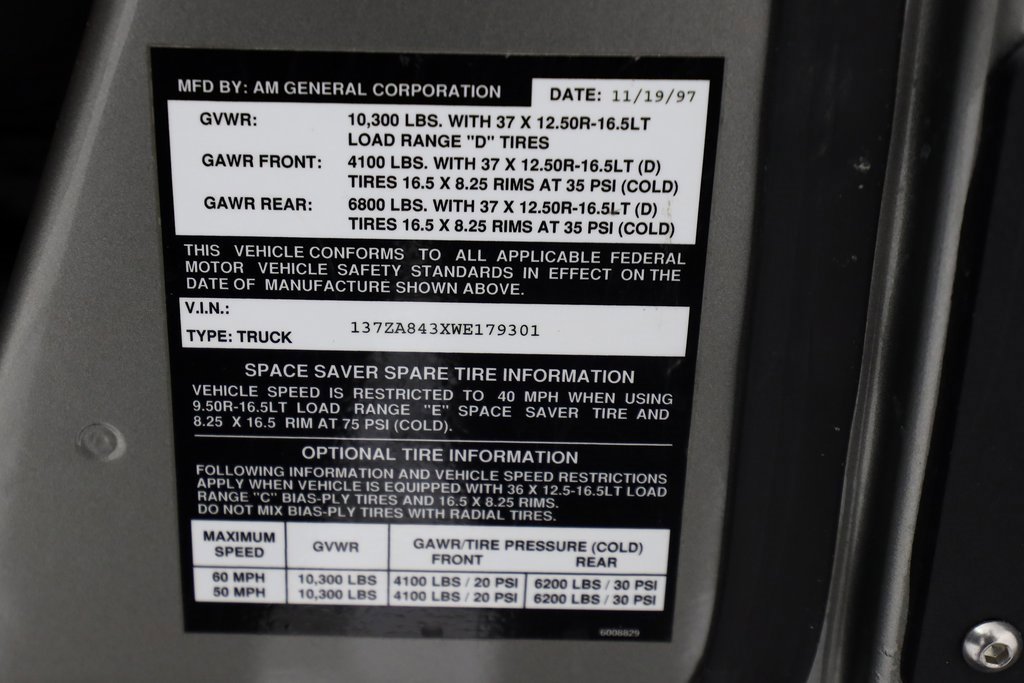 MFD BY: AM GENERAL CORPORATION DATE: 11/19/97
GVWR: 10,300 LBS. WITH 37 X 12.50R-16.5LT
LOAD RANGE "D" TIRES
GAWR FRONT: 4100 LBS. WITH 37 X 12.50R-16.5LT (D)
TIRES 16.5 X 8.25 RIMS AT 35 PSI (COLD)
GAWR REAR: 6800 LBS. WITH 37 X 12.50R-16.5LT (D)
TIRES 16.5 X 8.25 RIMS AT 35 PSI (COLD)
THIS VEHICLE CONFORMS TO ALL APPLICABLE FEDERAL
MOTOR VEHICLE SAFETY STANDARDS IN EFFECT ON THE
DATE OF MANUFACTURE SHOWN ABOVE.
V.I.N.:
137ZA843XWE179301
TYPE: TRUCK
SPACE SAVER SPARE TIRE INFORMATION
VEHICLE SPEED IS RESTRICTED TO 40 MPH WHEN USING
9.50R-16.5LT LOAD RANGE "E" SPACE SAVER TIRE AND
8.25 X 16.5 RIM AT 75 PSI (COLD).
OPTIONAL TIRE INFORMATION
FOLLOWING INFORMATION AND VEHICLE SPEED RESTRICTIONS
APPLY WHEN VEHICLE IS EQUIPPED WITH 36 X 12.5-16.5LT LOAD
RANGE "C" BIAS-PLY TIRES AND 16.5 X 8.25 RIMS.
DO NOT MIX BIAS-PLY TIRES WITH RADIAL TIRES.
MAXIMUM SPEED GVWR GAWR/TIRE PRESSURE (COLD)
FRONT REAR
60 MPH 10,300 LBS 4100 LBS / 20 PSI 6200 LBS / 30 PSI
50 MPH 10,300 LBS 4100 LBS / 20 PSI 6200 LBS / 30 PSI
6008829